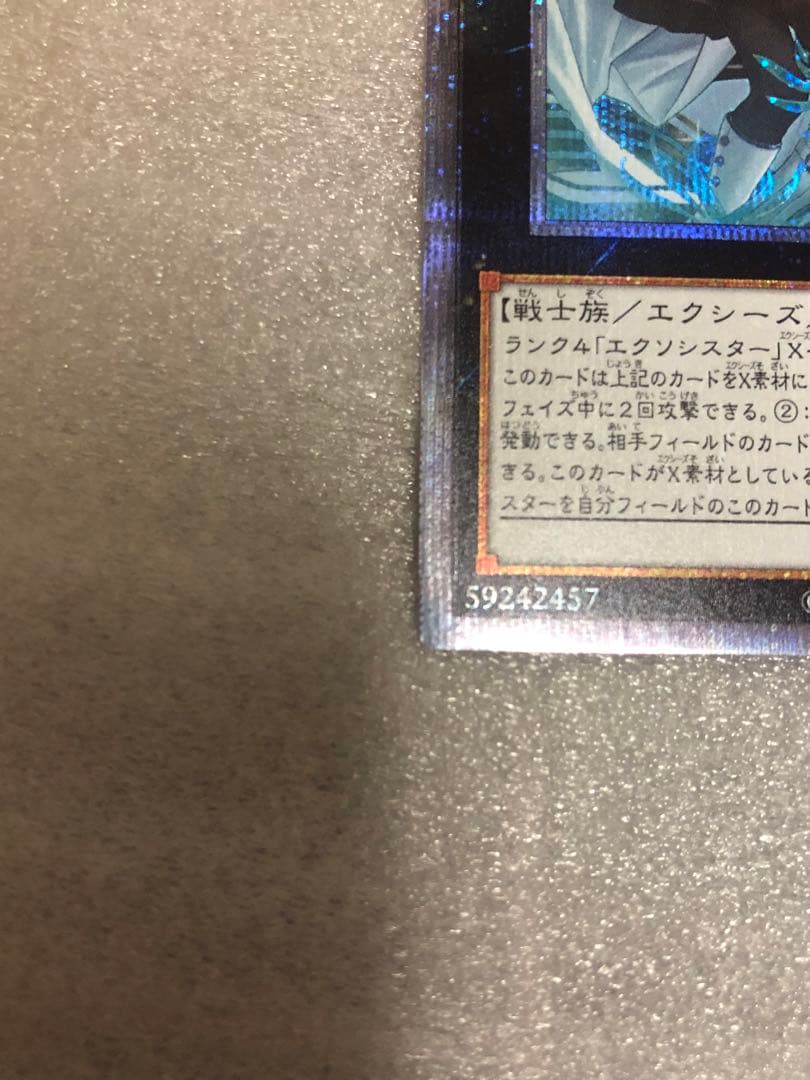 【戦士族／エクシーズ
ランク4「エクソシスター」X
このカードは上記のカードをX素材に
フェイズ中に2回攻撃できる。②：
発動できる。相手フィールドのカード
きる。このカードがX素材としている
スターを自分フィールドのこのカード
59242457